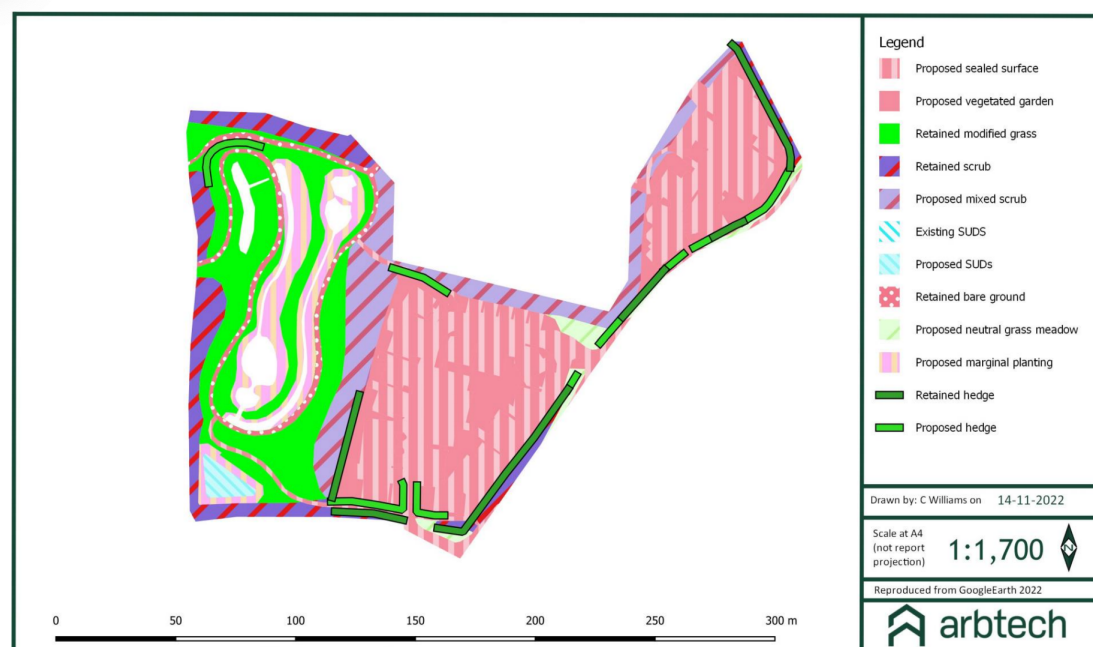 Legend
Proposed sealed surface
Proposed vegetated garden
Retained modified grass
Retained scrub
Proposed mixed scrub
Existing SUDS
Proposed SUDs
Retained bare ground
Proposed neutral grass meadow
Proposed marginal planting
Retained hedge
Proposed hedge
Drawn by: C Williams on 14-11-2022
Scale at A4
(not report
projection)
1:1,700
N
Reproduced from GoogleEarth 2022
arbtech
0 50 100 150 200 250 300 m